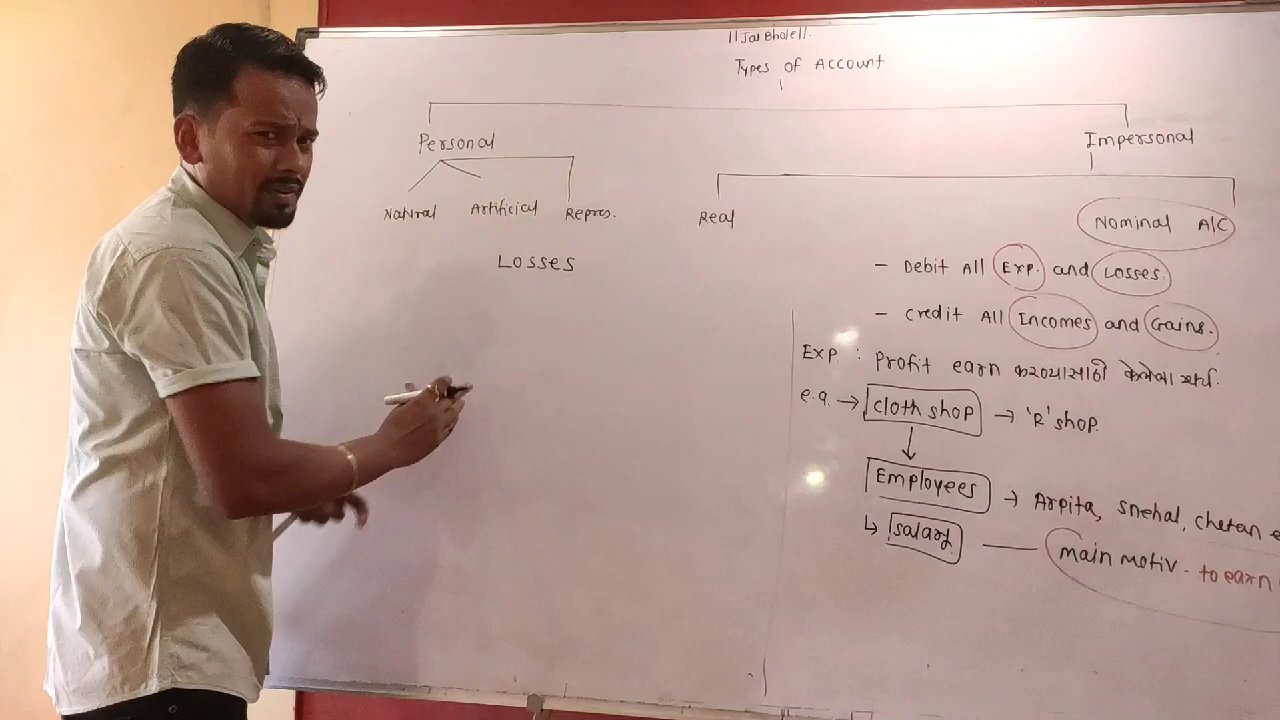 ||Jai Bhole||.
Types of Account
Personal
Impersonal
Natural Artificial Repres.
Real
Nominal A/C
Losses
- Debit All Exp. and Losses.
- Credit All Incomes and Gains.
Exp. : Profit earn करण्यासाठी केलेला खर्च.
e.g. → cloth shop → 'R' shop.
Employees → Arpita, Snehal, Chetan e
↳ salary — main motiv - to earn